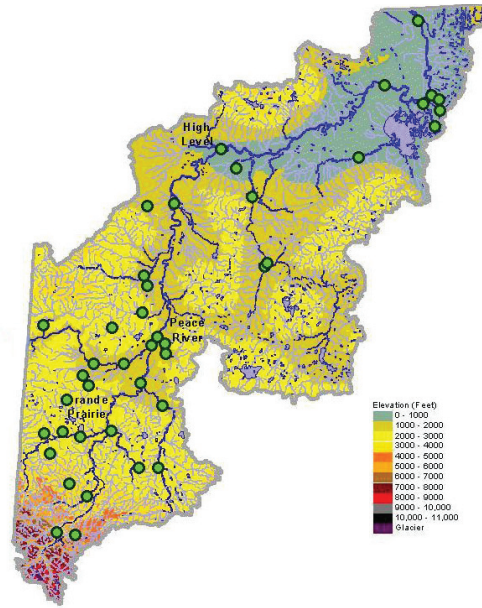 High
Level
Peace
River
Grande
Prairie
Elevation (Feet)
0 - 1000
1000 - 2000
2000 - 3000
3000 - 4000
4000 - 5000
5000 - 6000
6000 - 7000
7000 - 8000
8000 - 9000
9000 - 10,000
10,000 - 11,000
Glacier